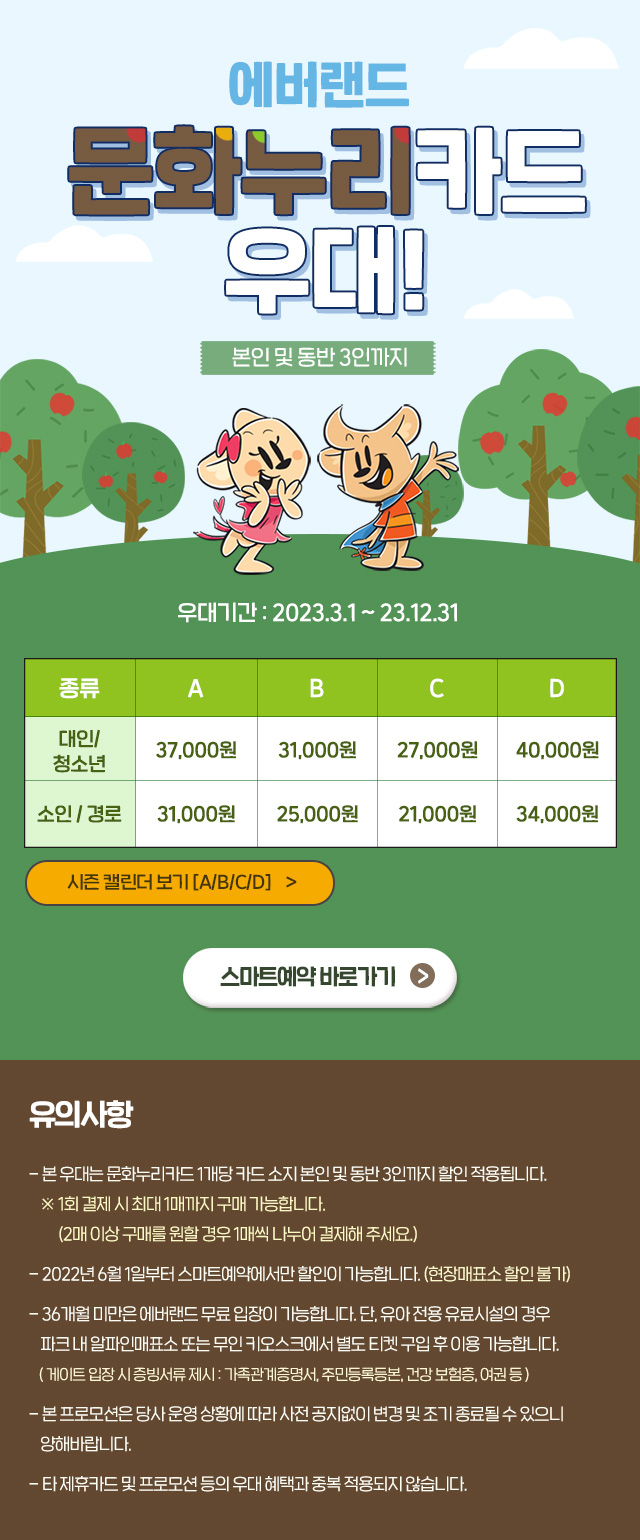 에버랜드
문화누리카드
우대!
본인 및 동반 3인까지
우대기간 : 2023.3.1 ~ 23.12.31
종류 A B C D
대인/
청소년 37,000원 31,000원 27,000원 40,000원
소인 / 경로 31,000원 25,000원 21,000원 34,000원
시즌 캘린더 보기 [A/B/C/D] >
스마트예약 바로가기 >
유의사항
- 본 우대는 문화누리카드 1개당 카드 소지 본인 및 동반 3인까지 할인 적용됩니다.
※ 1회 결제 시 최대 1매까지 구매 가능합니다.
(2매 이상 구매를 원할 경우 1매씩 나누어 결제해 주세요.)
- 2022년 6월 1일부터 스마트예약에서만 할인이 가능합니다. (현장매표소 할인 불가)
- 36개월 미만은 에버랜드 무료 입장이 가능합니다. 단, 유아 전용 유료시설의 경우
파크 내 알파인매표소 또는 무인 키오스크에서 별도 티켓 구입 후 이용 가능합니다.
( 게이트 입장 시 증빙서류 제시 : 가족관계증명서, 주민등록등본, 건강 보험증, 여권 등 )
- 본 프로모션은 당사 운영 상황에 따라 사전 공지없이 변경 및 조기 종료될 수 있으니
양해바랍니다.
- 타 제휴카드 및 프로모션 등의 우대 혜택과 중복 적용되지 않습니다.